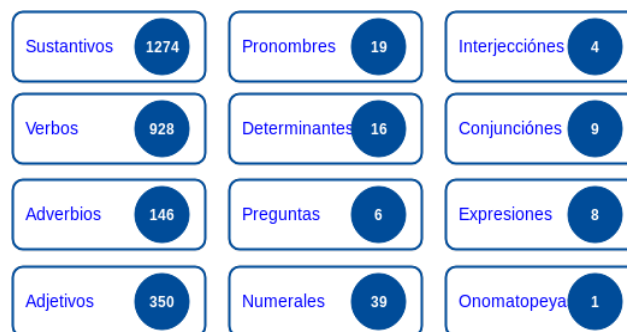 Sustantivos 1274
Pronombres 19
Interjecciónes 4
Verbos 928
Determinantes 16
Conjunciónes 9
Adverbios 146
Preguntas 6
Expresiones 8
Adjetivos 350
Numerales 39
Onomatopeya 1